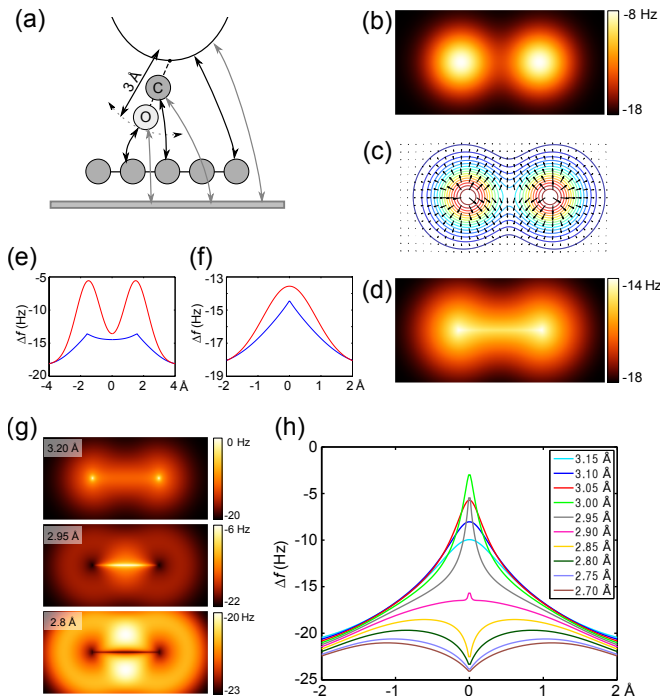 (a)
3 Å
C
O
(b)
-8 Hz
-18
(c)
(d)
-14 Hz
-18
(e)
Δf (Hz)
-5
-10
-15
-20
-4
-2
0
2
4 Å
(f)
Δf (Hz)
-13
-15
-17
-19
-2
-1
0
1
2 Å
(g)
3.20 Å
0 Hz
-20
2.95 Å
-6 Hz
-22
2.8 Å
-20 Hz
-23
(h)
Δf (Hz)
0
-5
-10
-15
-20
-25
-2
-1
0
1
2 Å
3.15 Å
3.10 Å
3.05 Å
3.00 Å
2.95 Å
2.90 Å
2.85 Å
2.80 Å
2.75 Å
2.70 Å